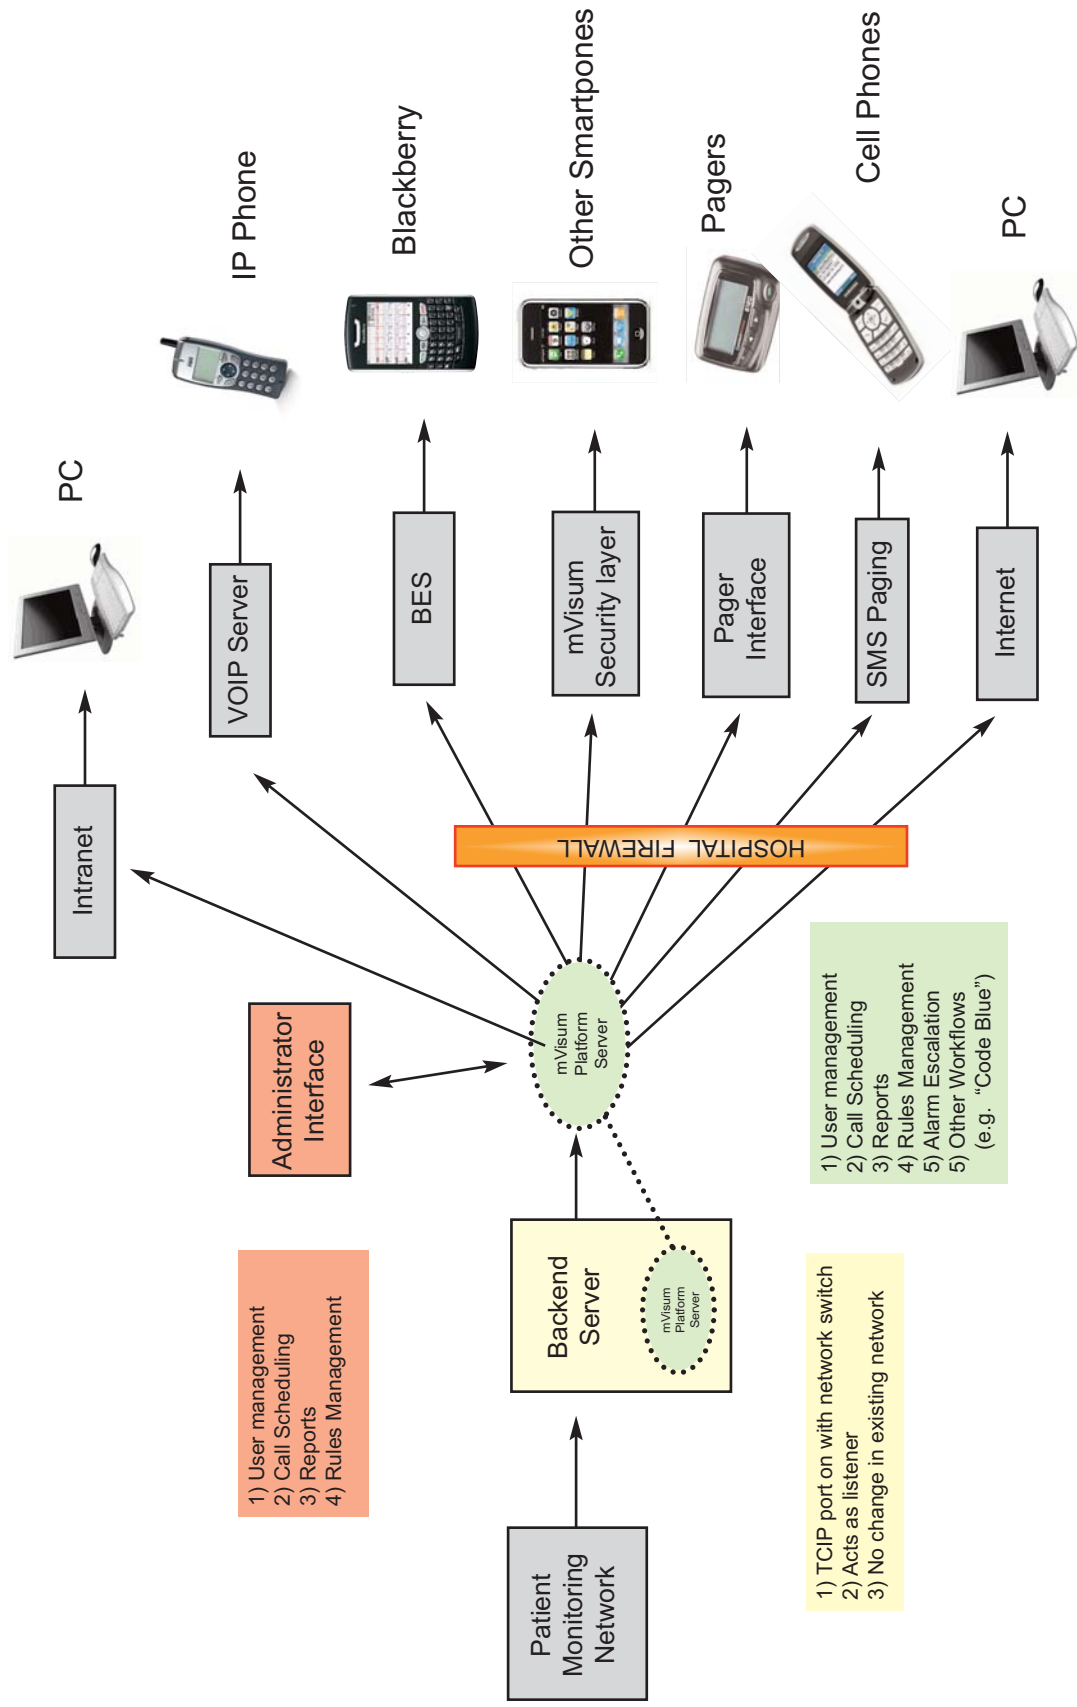 PC
IP Phone
Blackberry
Other Smartpones
Pagers
Cell Phones
PC
Intranet
VOIP Server
BES
mVisum
Security layer
Pager
Interface
SMS Paging
Internet
HOSPITAL FIREWALL
Administrator
Interface
mVisum
Platform
Server
1) User management
2) Call Scheduling
3) Reports
4) Rules Management
5) Alarm Escalation
5) Other Workflows
(e.g. “Code Blue”)
1) User management
2) Call Scheduling
3) Reports
4) Rules Management
Backend
Server
mVisum
Platform
Server
1) TCIP port on with network switch
2) Acts as listener
3) No change in existing network
Patient
Monitoring
Network